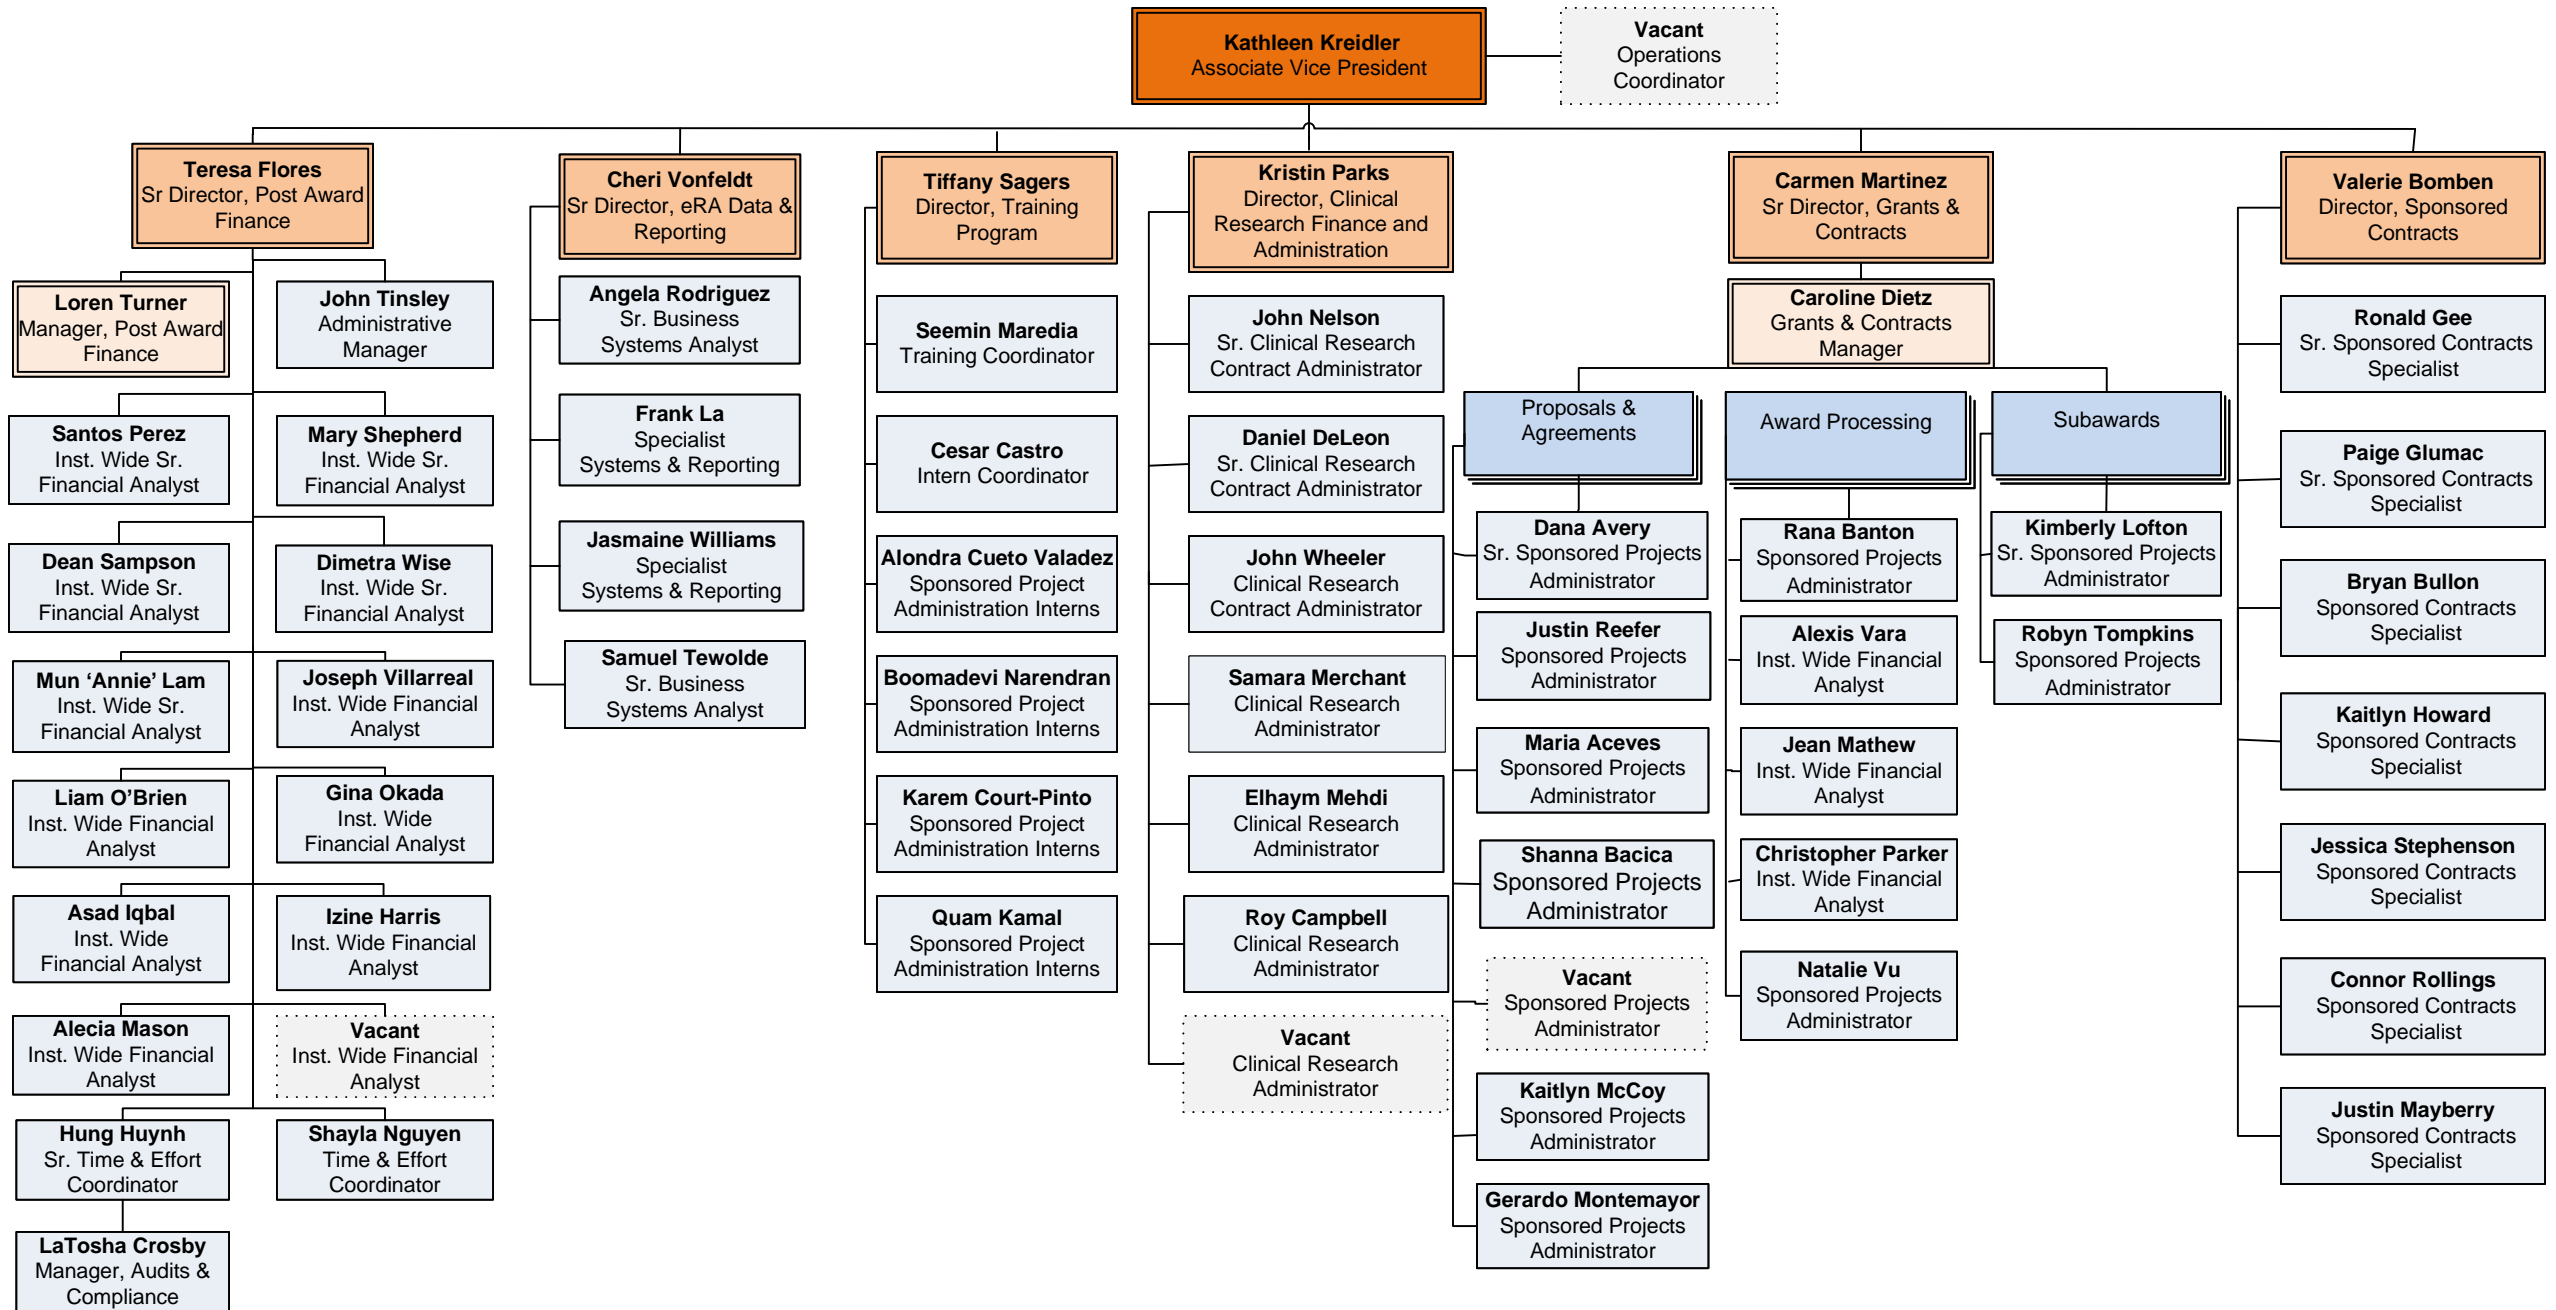 Kathleen Kreidler
Associate Vice President
Vacant
Operations
Coordinator
Teresa Flores
Sr Director, Post Award
Finance
Loren Turner
Manager, Post Award
Finance
John Tinsley
Administrative
Manager
Santos Perez
Inst. Wide Sr.
Financial Analyst
Mary Shepherd
Inst. Wide Sr.
Financial Analyst
Dean Sampson
Inst. Wide Sr.
Financial Analyst
Dimetra Wise
Inst. Wide Sr.
Financial Analyst
Mun ‘Annie’ Lam
Inst. Wide Sr.
Financial Analyst
Joseph Villarreal
Inst. Wide Financial
Analyst
Liam O’Brien
Inst. Wide Financial
Analyst
Gina Okada
Inst. Wide
Financial Analyst
Asad Iqbal
Inst. Wide
Financial Analyst
Izine Harris
Inst. Wide Financial
Analyst
Alecia Mason
Inst. Wide Financial
Analyst
Vacant
Inst. Wide Financial
Analyst
Hung Huynh
Sr. Time & Effort
Coordinator
Shayla Nguyen
Time & Effort
Coordinator
LaTosha Crosby
Manager, Audits &
Compliance
Cheri Vonfeldt
Sr Director, eRA Data &
Reporting
Angela Rodriguez
Sr. Business
Systems Analyst
Frank La
Specialist
Systems & Reporting
Jasmaine Williams
Specialist
Systems & Reporting
Samuel Tewolde
Sr. Business
Systems Analyst
Tiffany Sagers
Director, Training
Program
Seemin Maredia
Training Coordinator
Cesar Castro
Intern Coordinator
Alondra Cueto Valadez
Sponsored Project
Administration Interns
Boomadevi Narendran
Sponsored Project
Administration Interns
Karem Court-Pinto
Sponsored Project
Administration Interns
Quam Kamal
Sponsored Project
Administration Interns
Kristin Parks
Director, Clinical
Research Finance and
Administration
John Nelson
Sr. Clinical Research
Contract Administrator
Daniel DeLeon
Sr. Clinical Research
Contract Administrator
John Wheeler
Clinical Research
Contract Administrator
Samara Merchant
Clinical Research
Administrator
Elhaym Mehdi
Clinical Research
Administrator
Roy Campbell
Clinical Research
Administrator
Vacant
Clinical Research
Administrator
Carmen Martinez
Sr Director, Grants &
Contracts
Caroline Dietz
Grants & Contracts
Manager
Proposals &
Agreements
Dana Avery
Sr. Sponsored Projects
Administrator
Justin Reefer
Sponsored Projects
Administrator
Maria Aceves
Sponsored Projects
Administrator
Shanna Bacica
Sponsored Projects
Administrator
Vacant
Sponsored Projects
Administrator
Kaitlyn McCoy
Sponsored Projects
Administrator
Gerardo Montemayor
Sponsored Projects
Administrator
Award Processing
Rana Banton
Sponsored Projects
Administrator
Alexis Vara
Inst. Wide Financial
Analyst
Jean Mathew
Inst. Wide Financial
Analyst
Christopher Parker
Inst. Wide Financial
Analyst
Natalie Vu
Sponsored Projects
Administrator
Subawards
Kimberly Lofton
Sr. Sponsored Projects
Administrator
Robyn Tompkins
Sponsored Projects
Administrator
Valerie Bomben
Director, Sponsored
Contracts
Ronald Gee
Sr. Sponsored Contracts
Specialist
Paige Glumac
Sr. Sponsored Contracts
Specialist
Bryan Bullon
Sponsored Contracts
Specialist
Kaitlyn Howard
Sponsored Contracts
Specialist
Jessica Stephenson
Sponsored Contracts
Specialist
Connor Rollings
Sponsored Contracts
Specialist
Justin Mayberry
Sponsored Contracts
Specialist